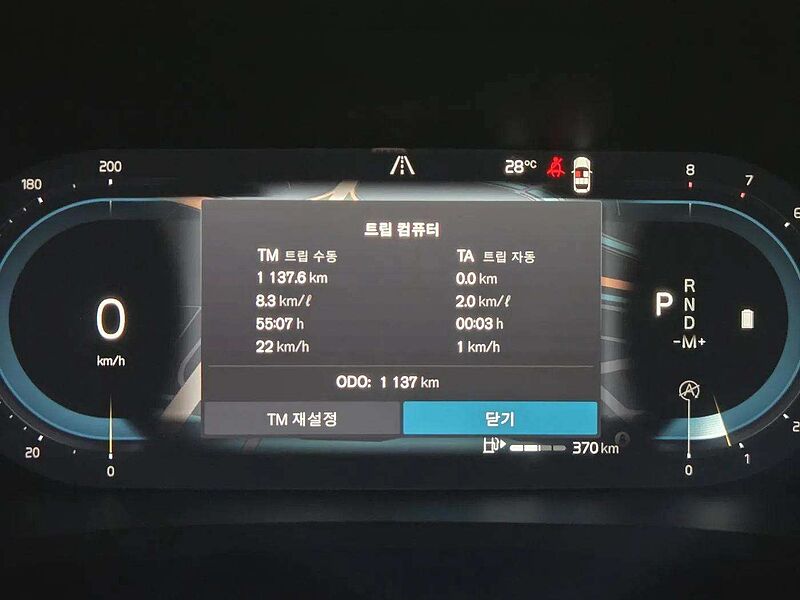 200
180
28°C
8
7
6
트립 컴퓨터
TM 트립 수동
TA 트립 자동
1 137.6 km
0.0 km
8.3 km/ℓ
2.0 km/ℓ
55:07 h
00:03 h
22 km/h
1 km/h
ODO: 1 137 km
TM 재설정
닫기
0
km/h
P
R
N
D
-M+
A
20
0
370 km
0
1
2